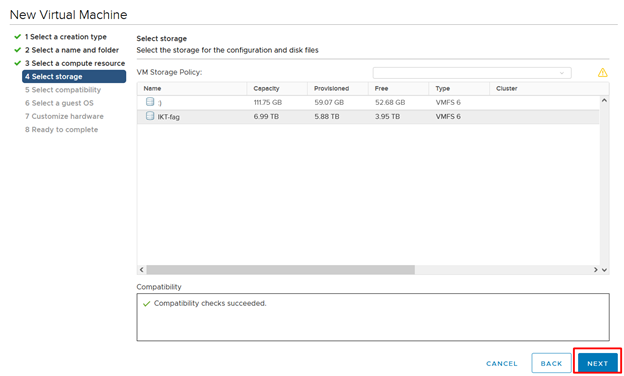 New Virtual Machine
1 Select a creation type
2 Select a name and folder
3 Select a compute resource
4 Select storage
5 Select compatibility
6 Select a guest OS
7 Customize hardware
8 Ready to complete
Select storage
Select the storage for the configuration and disk files
VM Storage Policy:
Name Capacity Provisioned Free Type Cluster
:) 111.75 GB 59.07 GB 52.68 GB VMFS 6
IKT-fag 6.99 TB 5.88 TB 3.95 TB VMFS 6
Compatibility
Compatibility checks succeeded.
CANCEL BACK NEXT